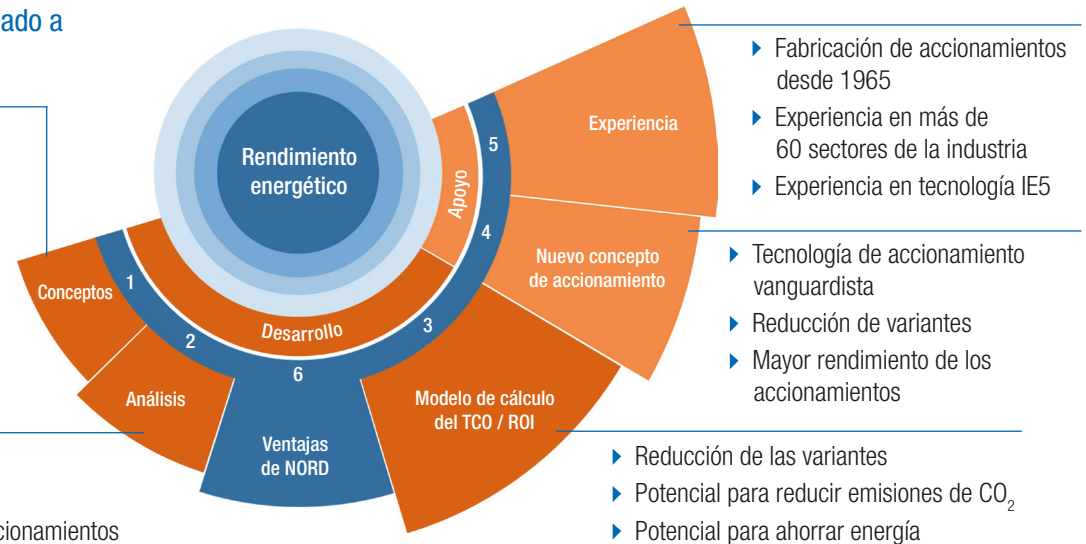 ado a
Rendimiento
energético
Apoyo
Desarrollo
1
2
6
3
4
5
Conceptos
Análisis
Ventajas
de NORD
Modelo de cálculo
del TCO / ROI
Nuevo concepto
de accionamiento
Experiencia
Fabricación de accionamientos
desde 1965
Experiencia en más de
60 sectores de la industria
Experiencia en tecnología IE5
Tecnología de accionamiento
vanguardista
Reducción de variantes
Mayor rendimiento de los
accionamientos
Reducción de las variantes
Potencial para reducir emisiones de CO₂
Potencial para ahorrar energía
cionamientos